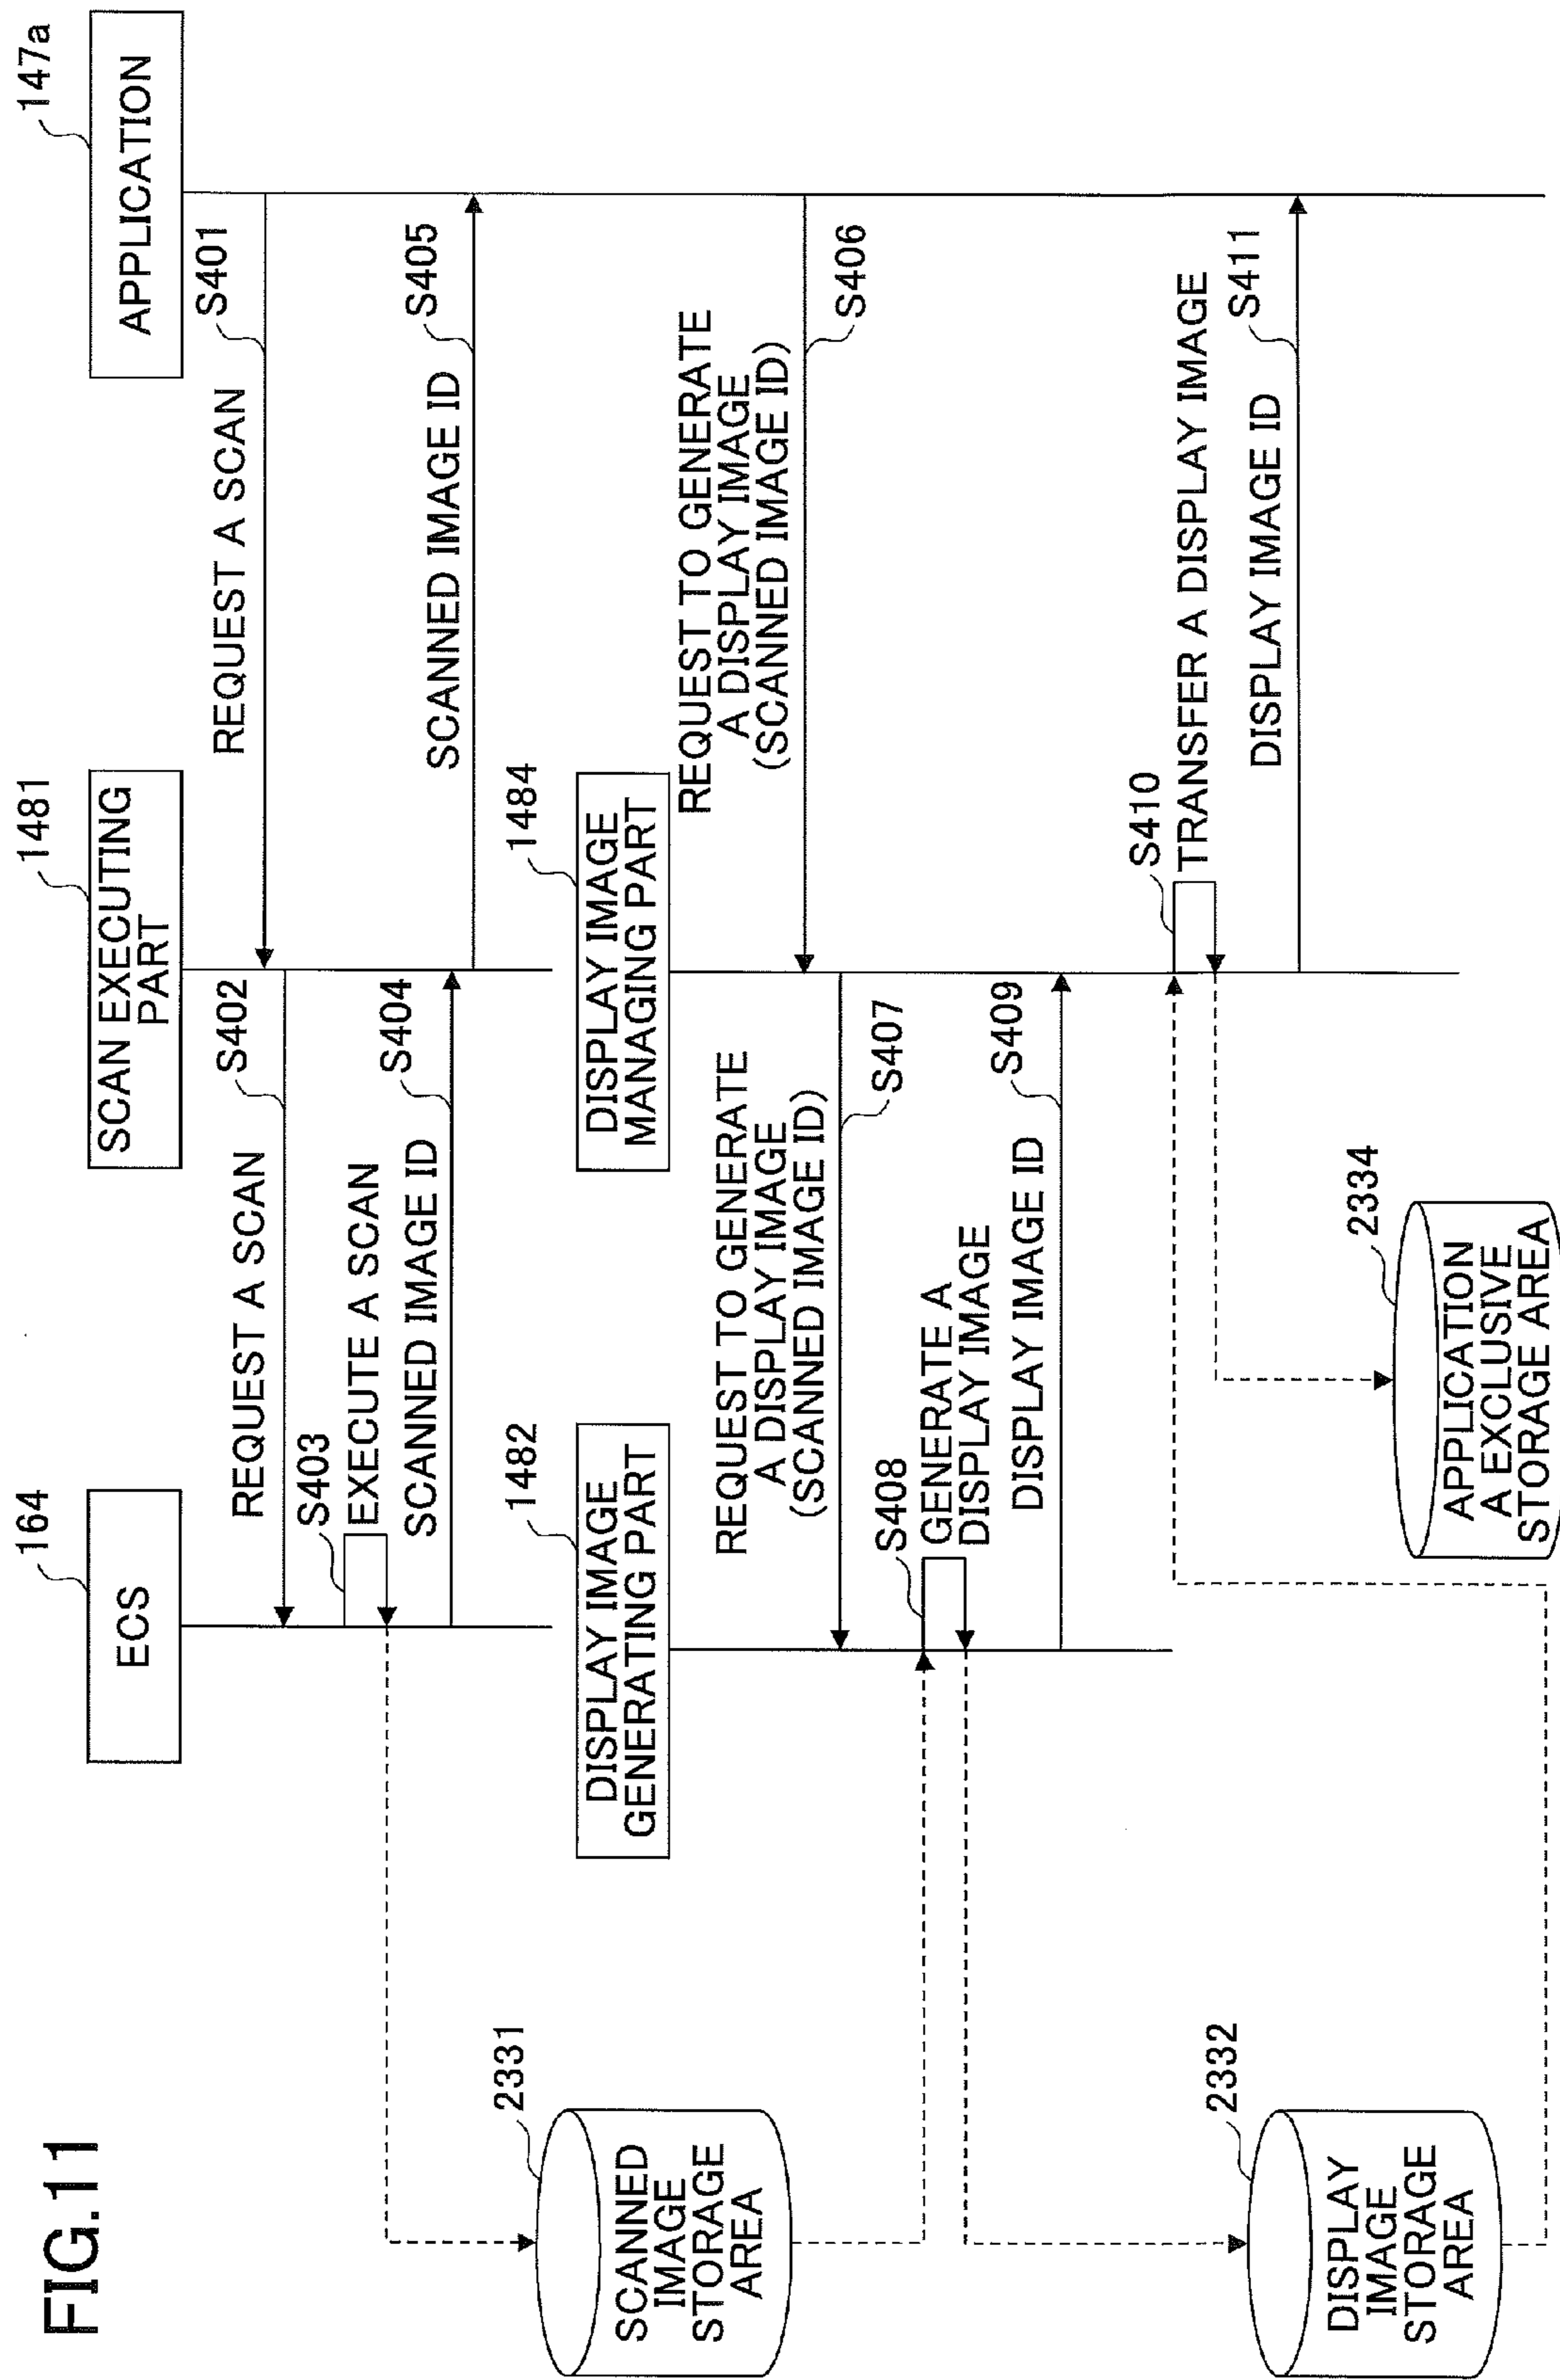 FIG.11
164
ECS
1481
SCAN EXECUTING
PART
147a
APPLICATION
S401
REQUEST A SCAN
S402
REQUEST A SCAN
S403
EXECUTE A SCAN
S404
SCANNED IMAGE ID
S405
SCANNED IMAGE ID
2331
SCANNED
IMAGE
STORAGE
AREA
1482
DISPLAY IMAGE
GENERATING PART
1484
DISPLAY IMAGE
MANAGING PART
REQUEST TO GENERATE
A DISPLAY IMAGE
(SCANNED IMAGE ID)
S406
REQUEST TO GENERATE
A DISPLAY IMAGE
(SCANNED IMAGE ID)
S407
S408
GENERATE A
DISPLAY IMAGE
DISPLAY IMAGE ID
S409
S410
TRANSFER A DISPLAY IMAGE
DISPLAY IMAGE ID
S411
2332
DISPLAY
IMAGE
STORAGE
AREA
2334
APPLICATION
A EXCLUSIVE
STORAGE AREA